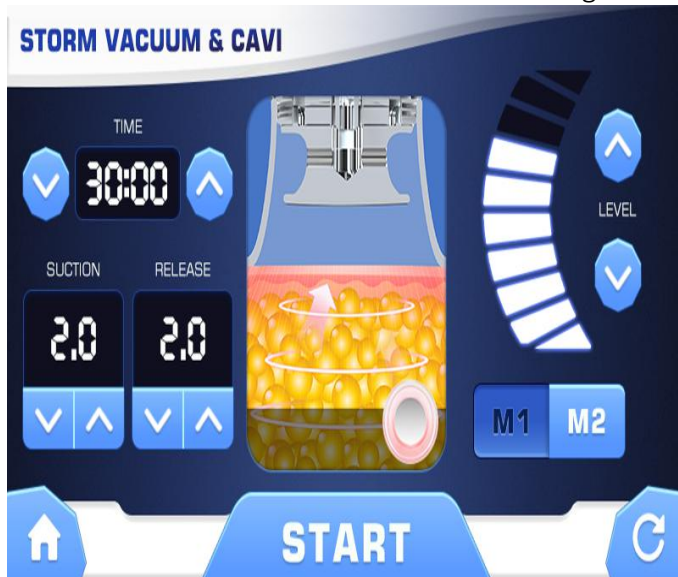 STORM VACUUM & CAVI
TIME
30:00
LEVEL
SUCTION RELEASE
2.0 2.0
M1 M2
START